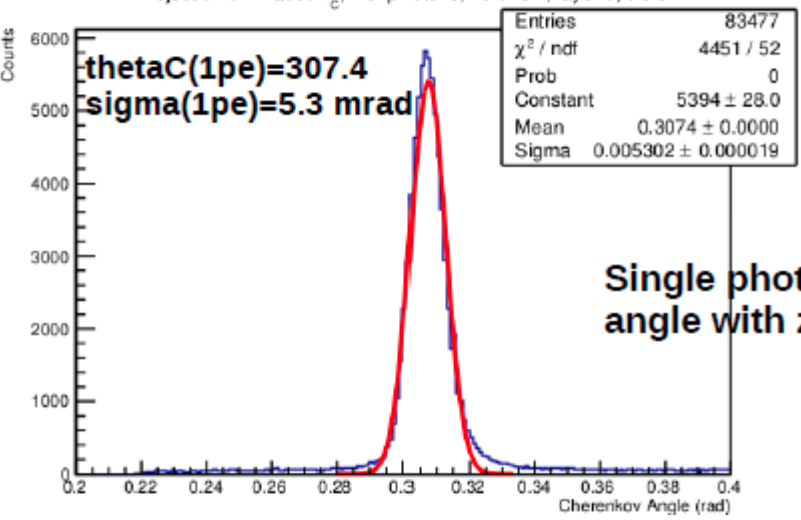 Counts
6000
5000
4000
3000
2000
1000
0
thetaC(1pe)=307.4
sigma(1pe)=5.3 mrad
Entries 83477
χ² / ndf 4451 / 52
Prob 0
Constant 5394 ± 28.0
Mean 0.3074 ± 0.0000
Sigma 0.005302 ± 0.000019
Single phot
angle with
0.2 0.22 0.24 0.26 0.28 0.3 0.32 0.34 0.36 0.38 0.4
Cherenkov Angle (rad)